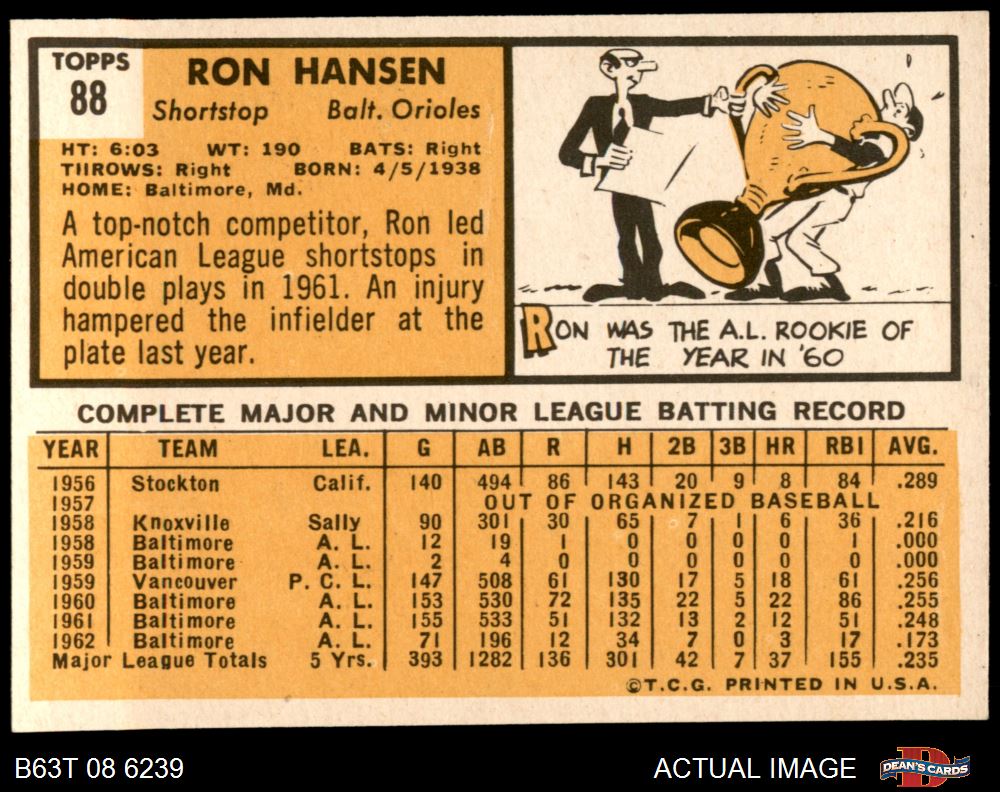 TOPPS
88
RON HANSEN
Shortstop Balt. Orioles
HT: 6:03 WT: 190 BATS: Right
THROWS: Right BORN: 4/5/1938
HOME: Baltimore, Md.
A top-notch competitor, Ron led
American League shortstops in
double plays in 1961. An injury
hampered the infielder at the
plate last year.
RON WAS THE A.L. ROOKIE OF
THE YEAR IN '60
COMPLETE MAJOR AND MINOR LEAGUE BATTING RECORD
YEAR TEAM LEA. G AB R H 2B 3B HR RBI AVG.
1956 Stockton Calif. 140 494 86 143 20 9 8 84 .289
1957 OUT OF ORGANIZED BASEBALL
1958 Knoxville Sally 90 301 30 65 7 1 6 36 .216
1958 Baltimore A. L. 12 19 1 0 0 0 0 1 .000
1959 Baltimore A. L. 2 4 0 0 0 0 0 0 .000
1959 Vancouver P. C. L. 147 508 61 130 17 5 18 61 .256
1960 Baltimore A. L. 153 530 72 135 22 5 22 86 .255
1961 Baltimore A. L. 155 533 51 132 13 2 12 51 .248
1962 Baltimore A. L. 71 196 12 34 7 0 3 17 .173
Major League Totals 5 Yrs. 393 1282 136 301 42 7 37 155 .235
©T.C.G. PRINTED IN U.S.A.
B63T 08 6239 ACTUAL IMAGE D DEAN'S CARDS